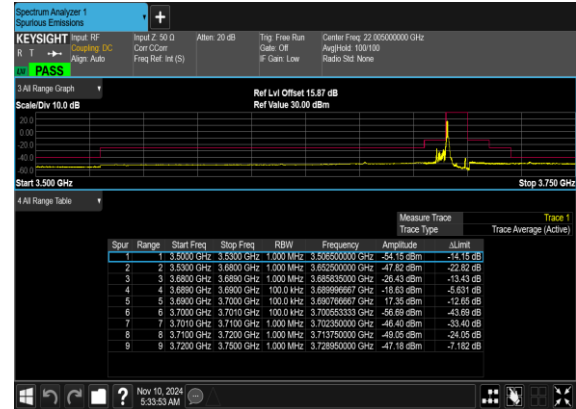 Spectrum Analyzer 1
Spurious Emissions
+
KEYSIGHT Input: RF Input Z: 50 Ω Atten: 20 dB Trig: Free Run Center Freq: 22.005000000 GHz
R T Coupling: DC Corr CCorr Gate: Off Avg|Hold: 100/100
Align: Auto Freq Ref: Int (S) IF Gain: Low Radio Std: None
PASS
3 All Range Graph
Ref Lvl Offset 15.87 dB
Scale/Div 10.0 dB Ref Value 30.00 dBm
20.0
0.00
-20.0
-40.0
-60.0
Start 3.500 GHz Stop 3.750 GHz
4 All Range Table
Measure Trace Trace 1
Trace Type Trace Average (Active)
Spur Range Start Freq Stop Freq RBW Frequency Amplitude ΔLimit
1 1 3.5000 GHz 3.5300 GHz 1.000 MHz 3.506500000 GHz -54.15 dBm -14.15 dB
2 2 3.5300 GHz 3.6800 GHz 1.000 MHz 3.652500000 GHz -47.82 dBm -22.82 dB
3 3 3.6800 GHz 3.6890 GHz 1.000 MHz 3.685835000 GHz -26.43 dBm -13.43 dB
4 4 3.6890 GHz 3.6900 GHz 100.0 kHz 3.689996667 GHz -18.63 dBm -5.631 dB
5 5 3.6900 GHz 3.7000 GHz 100.0 kHz 3.690766667 GHz 17.35 dBm -12.65 dB
6 6 3.7000 GHz 3.7010 GHz 100.0 kHz 3.700553333 GHz -56.69 dBm -43.69 dB
7 7 3.7010 GHz 3.7100 GHz 1.000 MHz 3.702350000 GHz -46.40 dBm -33.40 dB
8 8 3.7100 GHz 3.7200 GHz 1.000 MHz 3.713750000 GHz -49.05 dBm -24.05 dB
9 9 3.7200 GHz 3.7500 GHz 1.000 MHz 3.728950000 GHz -47.18 dBm -7.182 dB
? Nov 10, 2024
5:33:53 AM